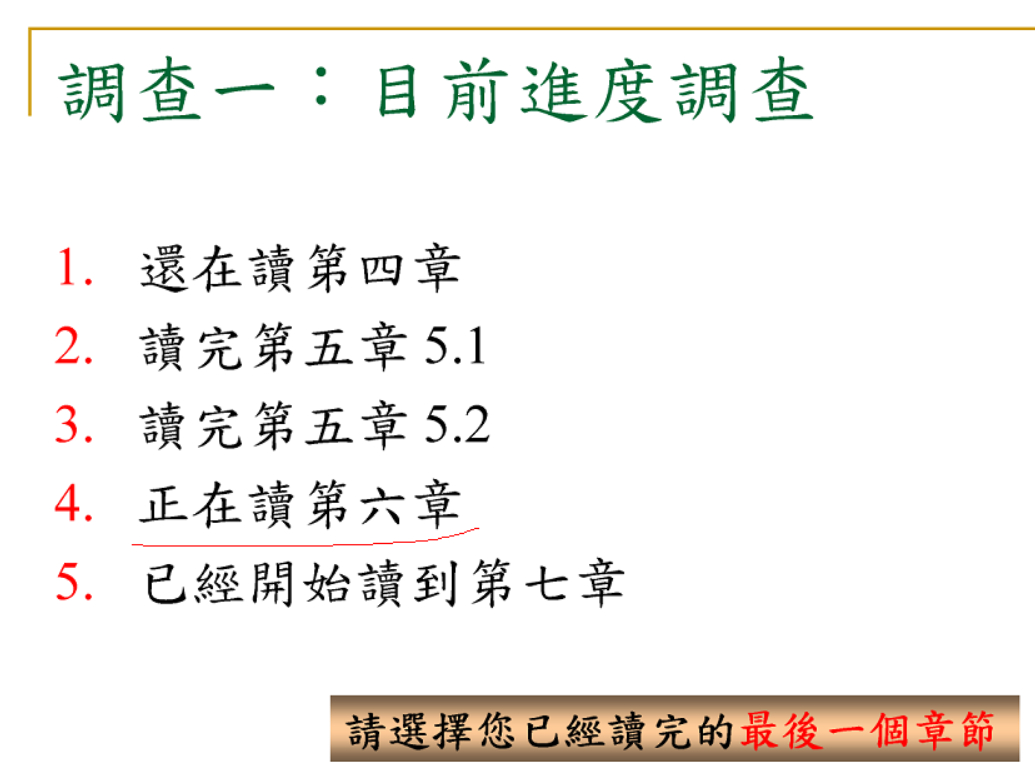 調查一：目前進度調查
1. 還在讀第四章
2. 讀完第五章 5.1
3. 讀完第五章 5.2
4. 正在讀第六章
5. 已經開始讀到第七章
請選擇您已經讀完的最後一個章節